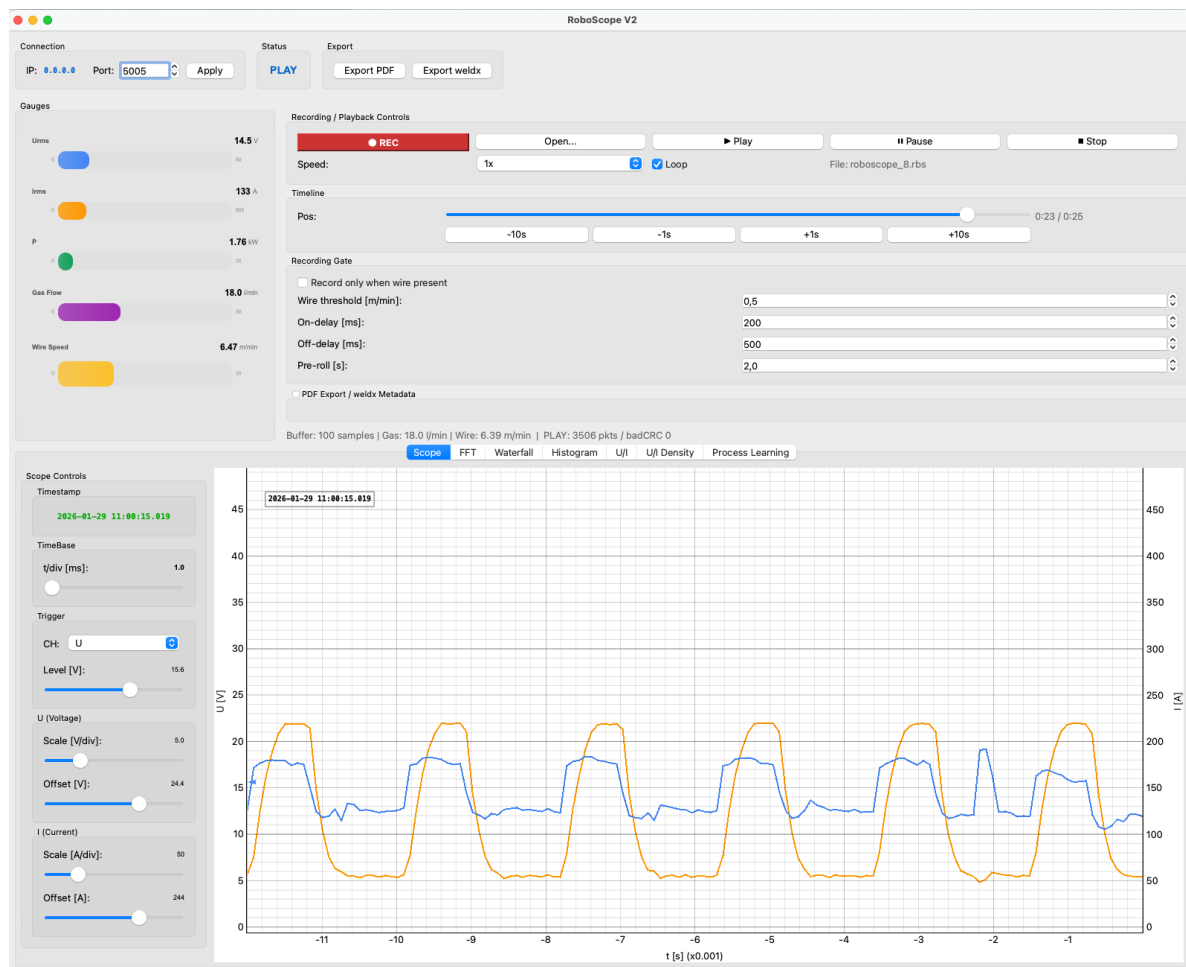 RoboScope V2
Connection
Status
Export
IP: 0.0.0.0 Port: 5005 Apply
PLAY
Export PDF Export weldx
Gauges
Urms 14.5 V
0 50
Irms 133 A
0
P 1.76 kW
0 20
Gas Flow 18.0 l/min
0 50
Wire Speed 6.47 m/min
0 20
Recording / Playback Controls
REC Open... Play Pause Stop
Speed: 1x Loop File: roboscope_8.rbs
Timeline
Pos: 0:23 / 0:25
-10s -1s +1s +10s
Recording Gate
Record only when wire present
Wire threshold [m/min]: 0,5
On-delay [ms]: 200
Off-delay [ms]: 500
Pre-roll [s]: 2,0
PDF Export / weldx Metadata
Buffer: 100 samples | Gas: 18.0 l/min | Wire: 6.39 m/min | PLAY: 3506 pkts / badCRC 0
Scope FFT Waterfall Histogram U/I U/I Density Process Learning
Scope Controls
Timestamp
2026-01-29 11:00:15.019
TimeBase
t/div [ms]: 1.0
Trigger
CH: U
Level [V]: 15.6
U (Voltage)
Scale [V/div]: 5.0
Offset [V]: 24.4
I (Current)
Scale [A/div]: 50
Offset [A]: 244
2026-01-29 11:00:15.019
U [V]
45
40
35
30
25
20
15
10
5
0
450
400
350
300
250
200
150
100
50
0
I [A]
-11 -10 -9 -8 -7 -6 -5 -4 -3 -2 -1
t [s] (x0.001)